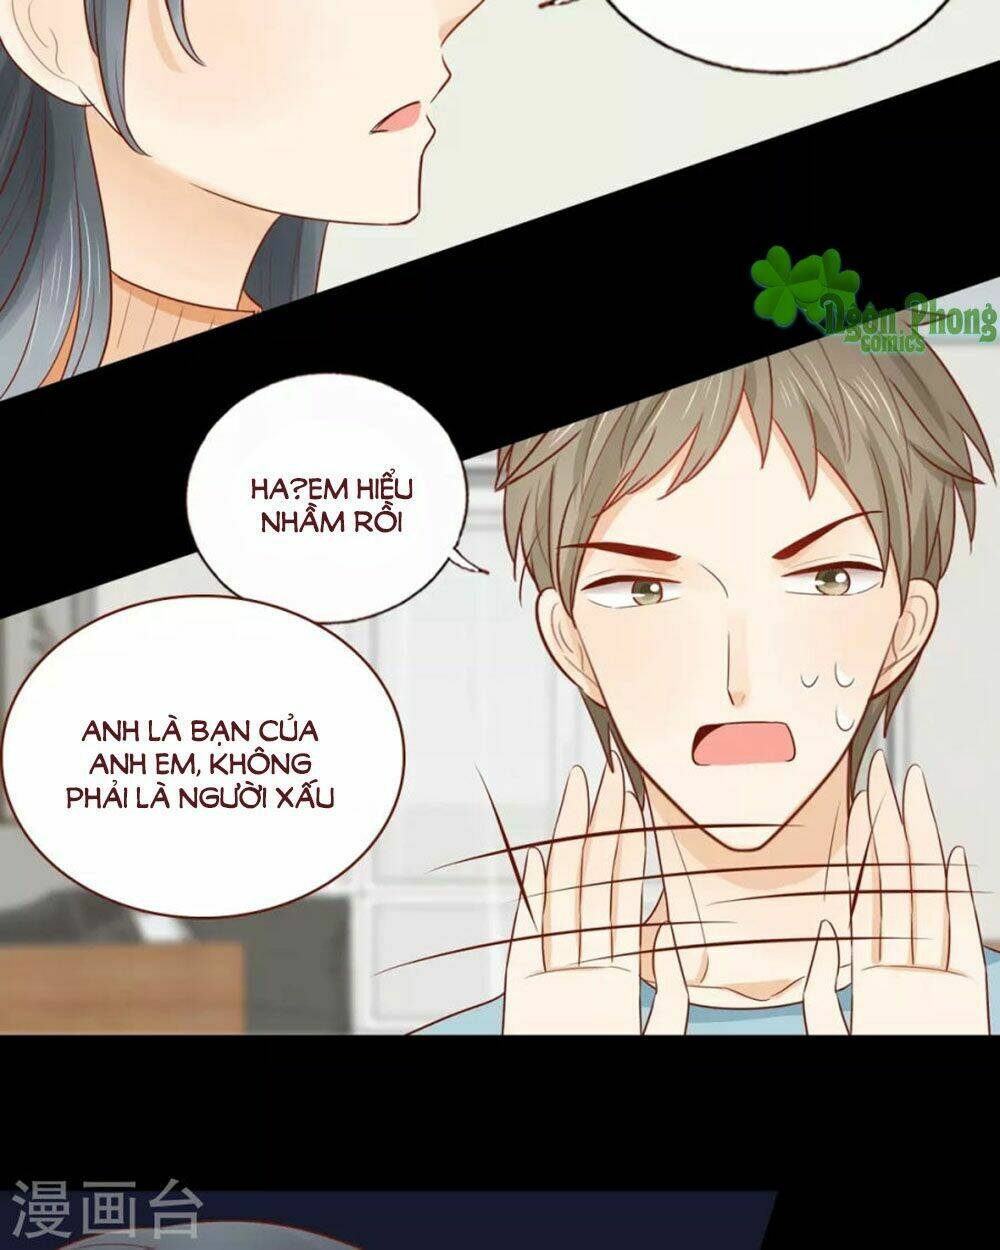 Ngôn Phong
comics
HA?EM HIỂU
NHẦM RỒI
ANH LÀ BẠN CỦA
ANH EM, KHÔNG
PHẢI LÀ NGƯỜI XẤU
漫画台